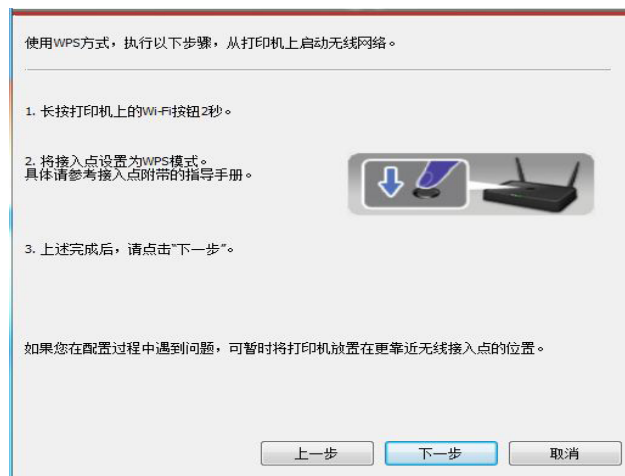 使用WPS方式，执行以下步骤，从打印机上启动无线网络。
1. 长按打印机上的Wi-Fi按钮2秒。
2. 将接入点设置为WPS模式。
具体请参考接入点附带的指导手册。
3. 上述完成后，请点击"下一步"。
如果您在配置过程中遇到问题，可暂时将打印机放置在更靠近无线接入点的位置。
上一步
下一步
取消